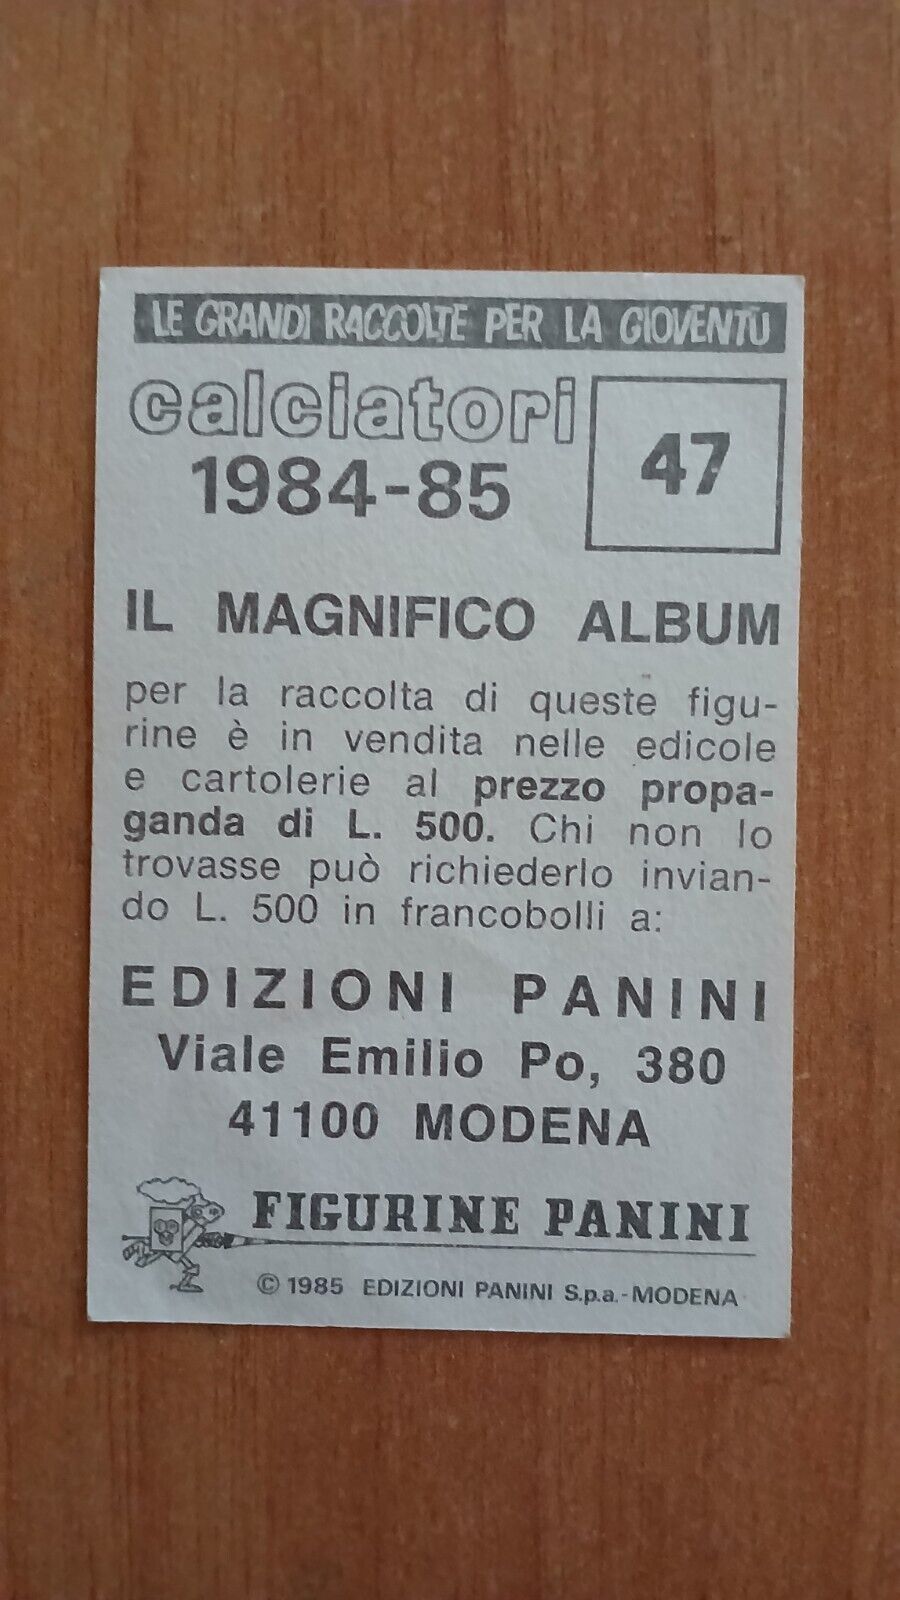 LE GRANDI RACCOLTE PER LA GIOVENTÙ
calciatori
1984-85
47
IL MAGNIFICO ALBUM
per la raccolta di queste figu-
rine è in vendita nelle edicole
e cartolerie al prezzo propa-
ganda di L. 500. Chi non lo
trovasse può richiederlo invian-
do L. 500 in francobolli a:
EDIZIONI PANINI
Viale Emilio Po, 380
41100 MODENA
FIGURINE PANINI
© 1985 EDIZIONI PANINI S.p.a.-MODENA